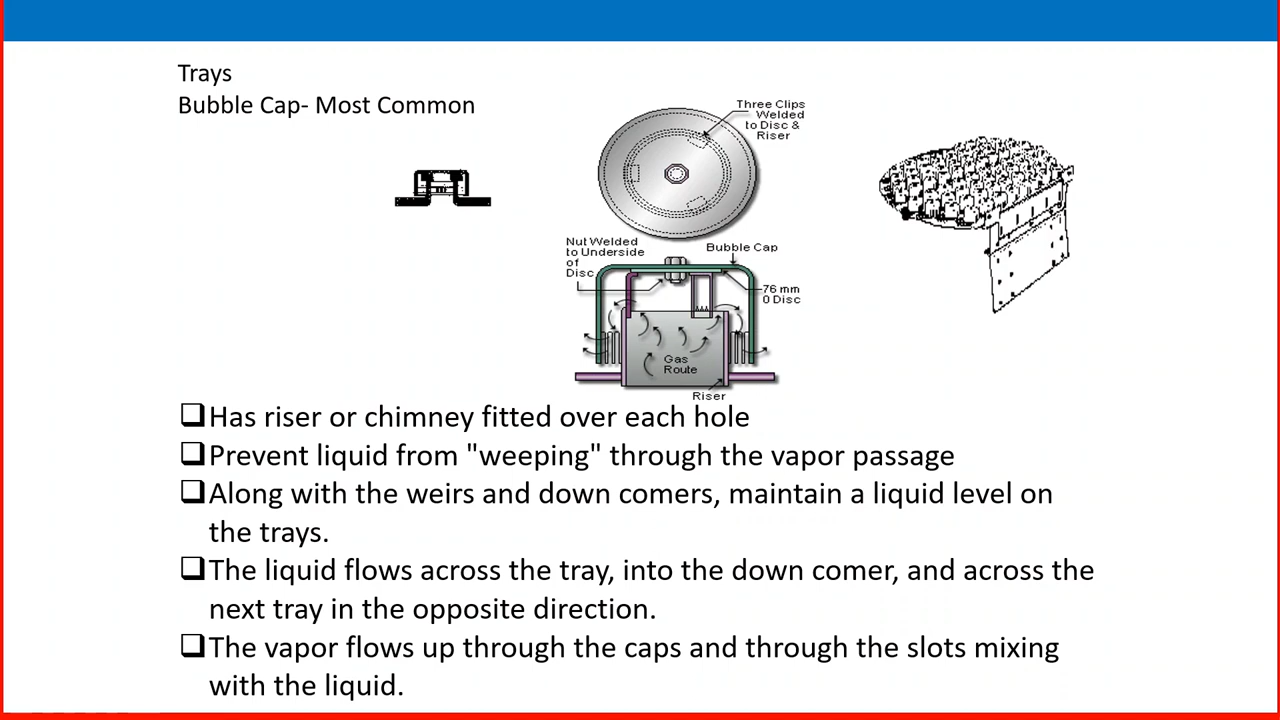 Trays
Bubble Cap- Most Common
Three Clips
Welded
to Disc &
Riser
Nut Welded
to Underside
of
Disc
Bubble Cap
76 mm
0 Disc
Gas
Route
Riser
Has riser or chimney fitted over each hole
Prevent liquid from "weeping" through the vapor passage
Along with the weirs and down comers, maintain a liquid level on
the trays.
The liquid flows across the tray, into the down comer, and across the
next tray in the opposite direction.
The vapor flows up through the caps and through the slots mixing
with the liquid.